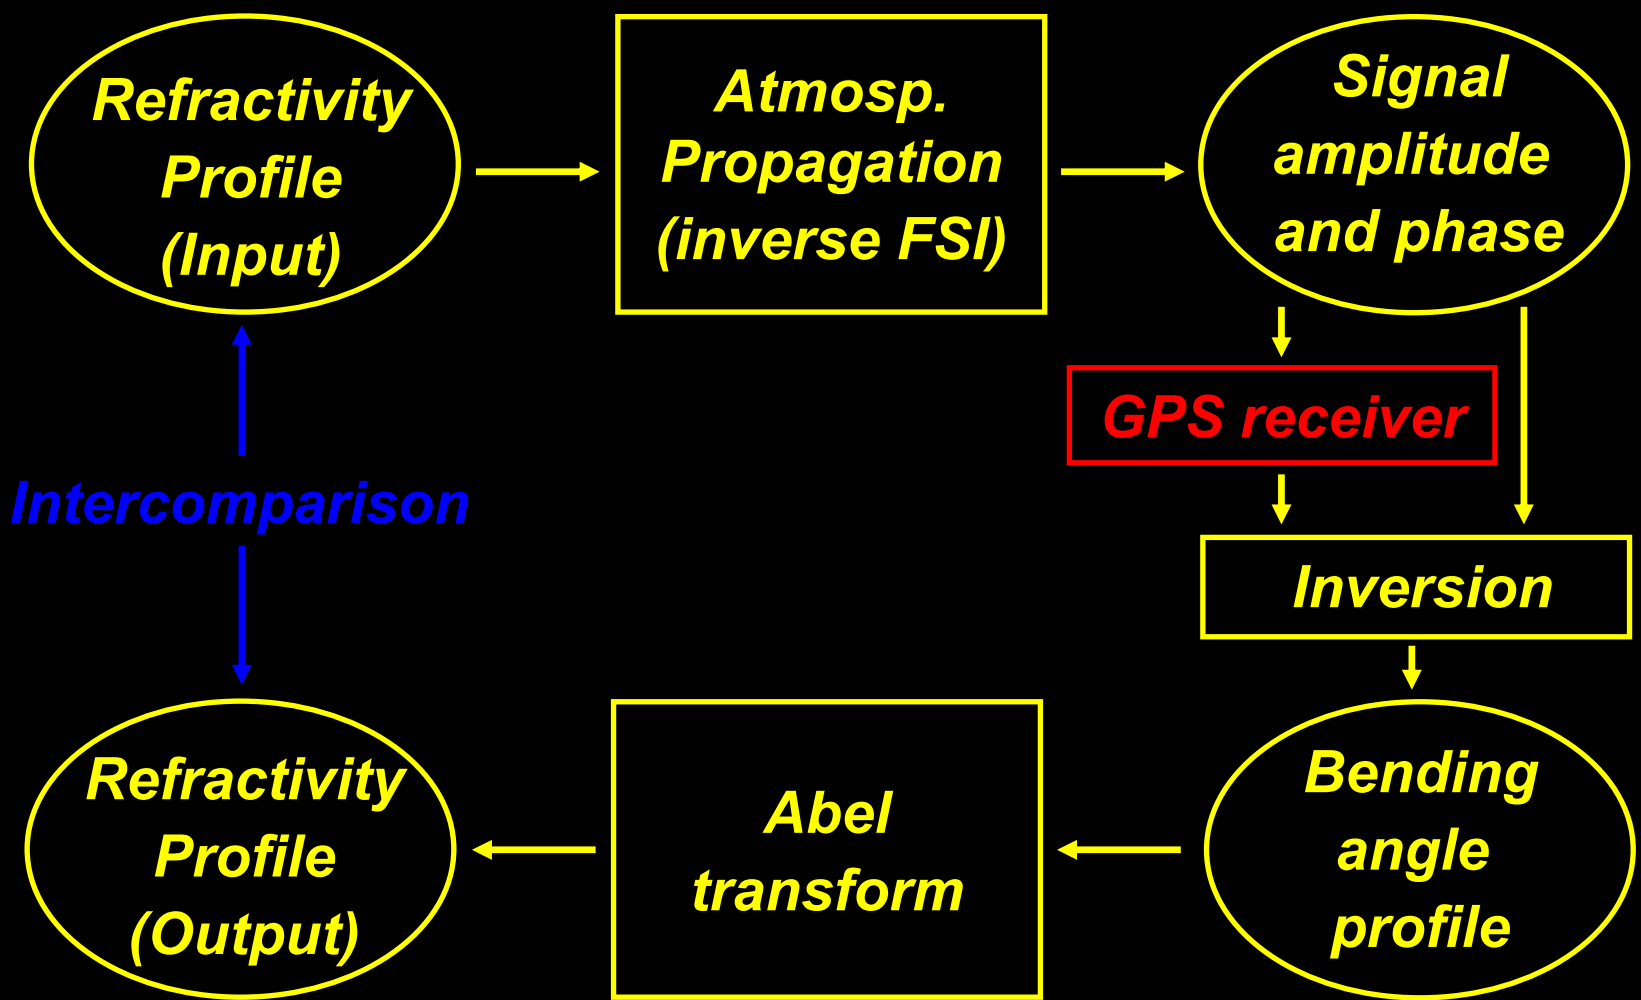 Refractivity
Profile
(Input)
Atmosp.
Propagation
(inverse FSI)
Signal
amplitude
and phase
GPS receiver
Intercomparison
Inversion
Refractivity
Profile
(Output)
Abel
transform
Bending
angle
profile